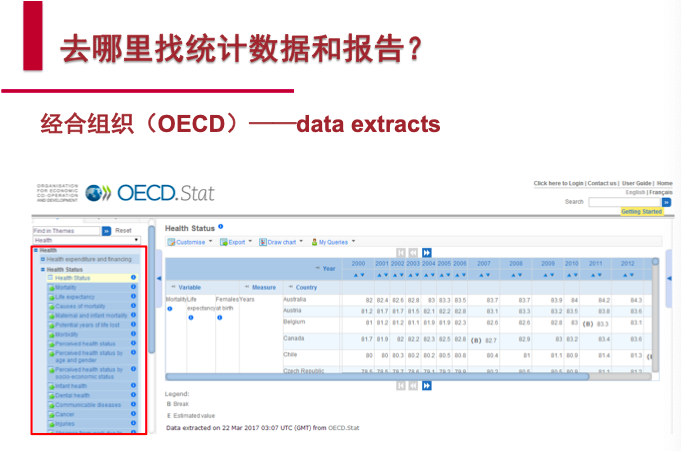 去哪里找统计数据和报告？
经合组织（OECD）——data extracts
ORGANISATION
FOR ECONOMIC
CO-OPERATION
AND DEVELOPMENT
OECD.Stat
Click here to Login | Contact us | User Guide | Home
English | Français
Search
Getting Started
Find in Themes
Reset
Health
Health
Health expenditure and financing
Health Status
Health Status
Mortality
Life expectancy
Causes of mortality
Maternal and infant mortality
Potential years of life lost
Morbidity
Perceived health status
Perceived health status by
age and gender
Perceived health status by
socio-economic status
Infant health
Dental health
Communicable diseases
Cancer
Injuries
Health Status
Customise Export Draw chart My Queries
Year 2000 2001 2002 2003 2004 2005 2006 2007 2008 2009 2010 2011 2012
Variable Measure Country
Mortality Life Females Years Australia 82 82.4 82.6 82.8 83 83.3 83.5 83.7 83.7 83.9 84 84.2 84.3
expectancy at birth Austria 81.2 81.7 81.7 81.5 82.1 82.2 82.8 83.1 83.3 83.2 83.5 83.8 83.6
Belgium 81 81.2 81.2 81.1 81.9 81.9 82.3 82.6 82.6 82.8 83 (B) 83.3 83.1
Canada 81.7 81.9 82 82.2 82.3 82.5 82.8 (B) 82.7 82.9 83 83.2 83.4 83.6
Chile 80 80 80.3 80.2 80.2 80.5 80.8 80.4 81 81.1 80.9 81.4 81.3
Czech Republic
Legend:
B Break
E Estimated value
Data extracted on 22 Mar 2017 03:07 UTC (GMT) from OECD.Stat